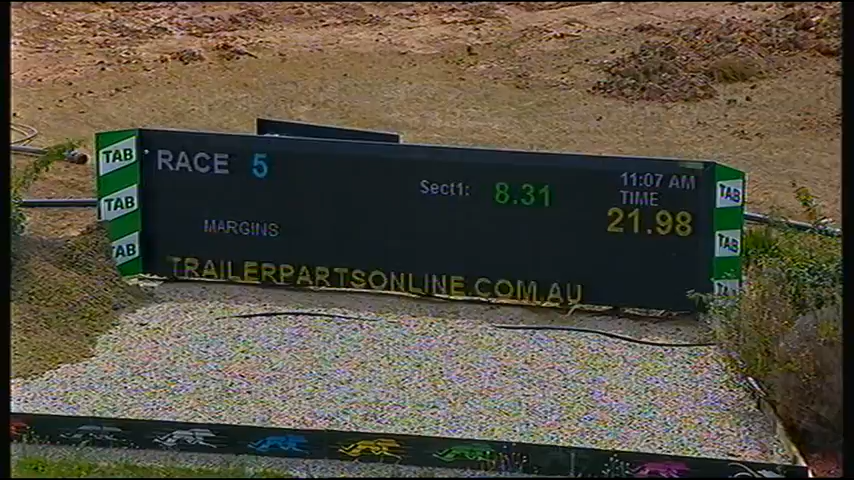 TAB TAB TAB
RACE 5
Sect1: 8.31
11:07 AM
TIME
21.98
MARGINS
TRAILERPARTSONLINE.COM.AU
TAB TAB TAB